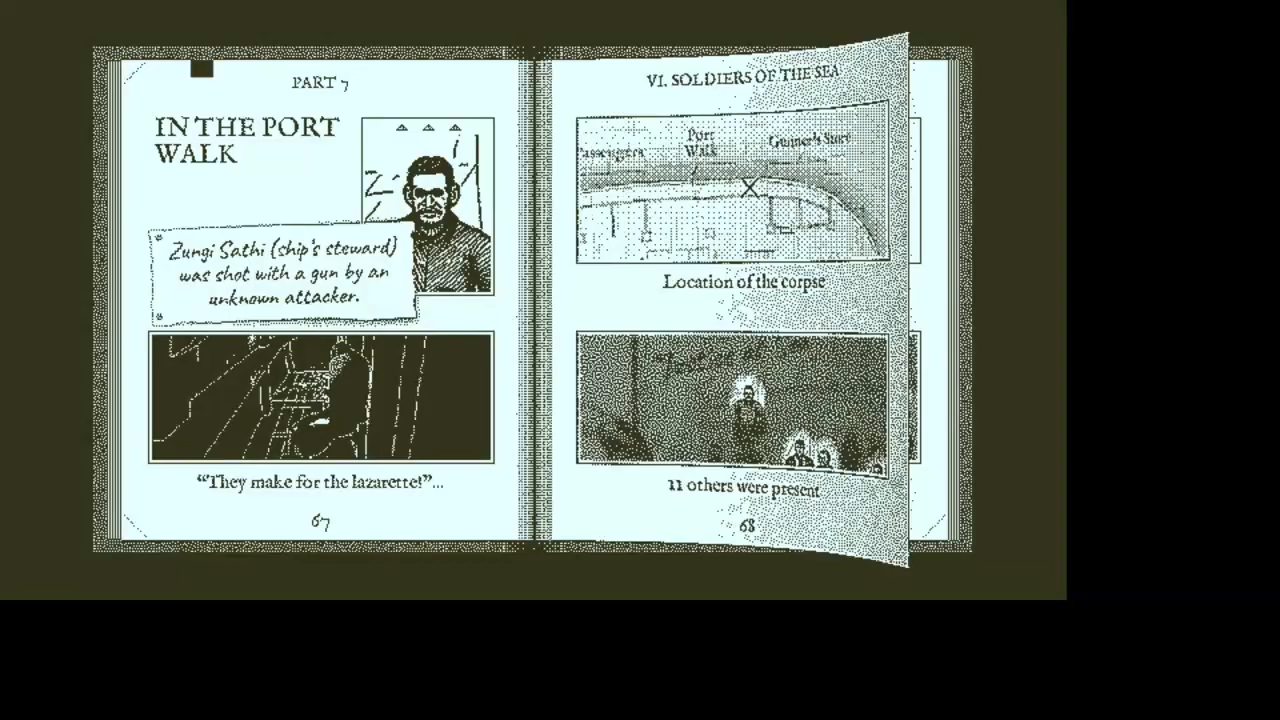 PART 7
IN THE PORT
WALK
Zungi Sathi (ship's steward)
was shot with a gun by an
unknown attacker.
“They make for the lazarette!”...
67
VI. SOLDIERS OF THE SEA
Port
Walk
Gunner's
Location of the corpse
11 others were present
68